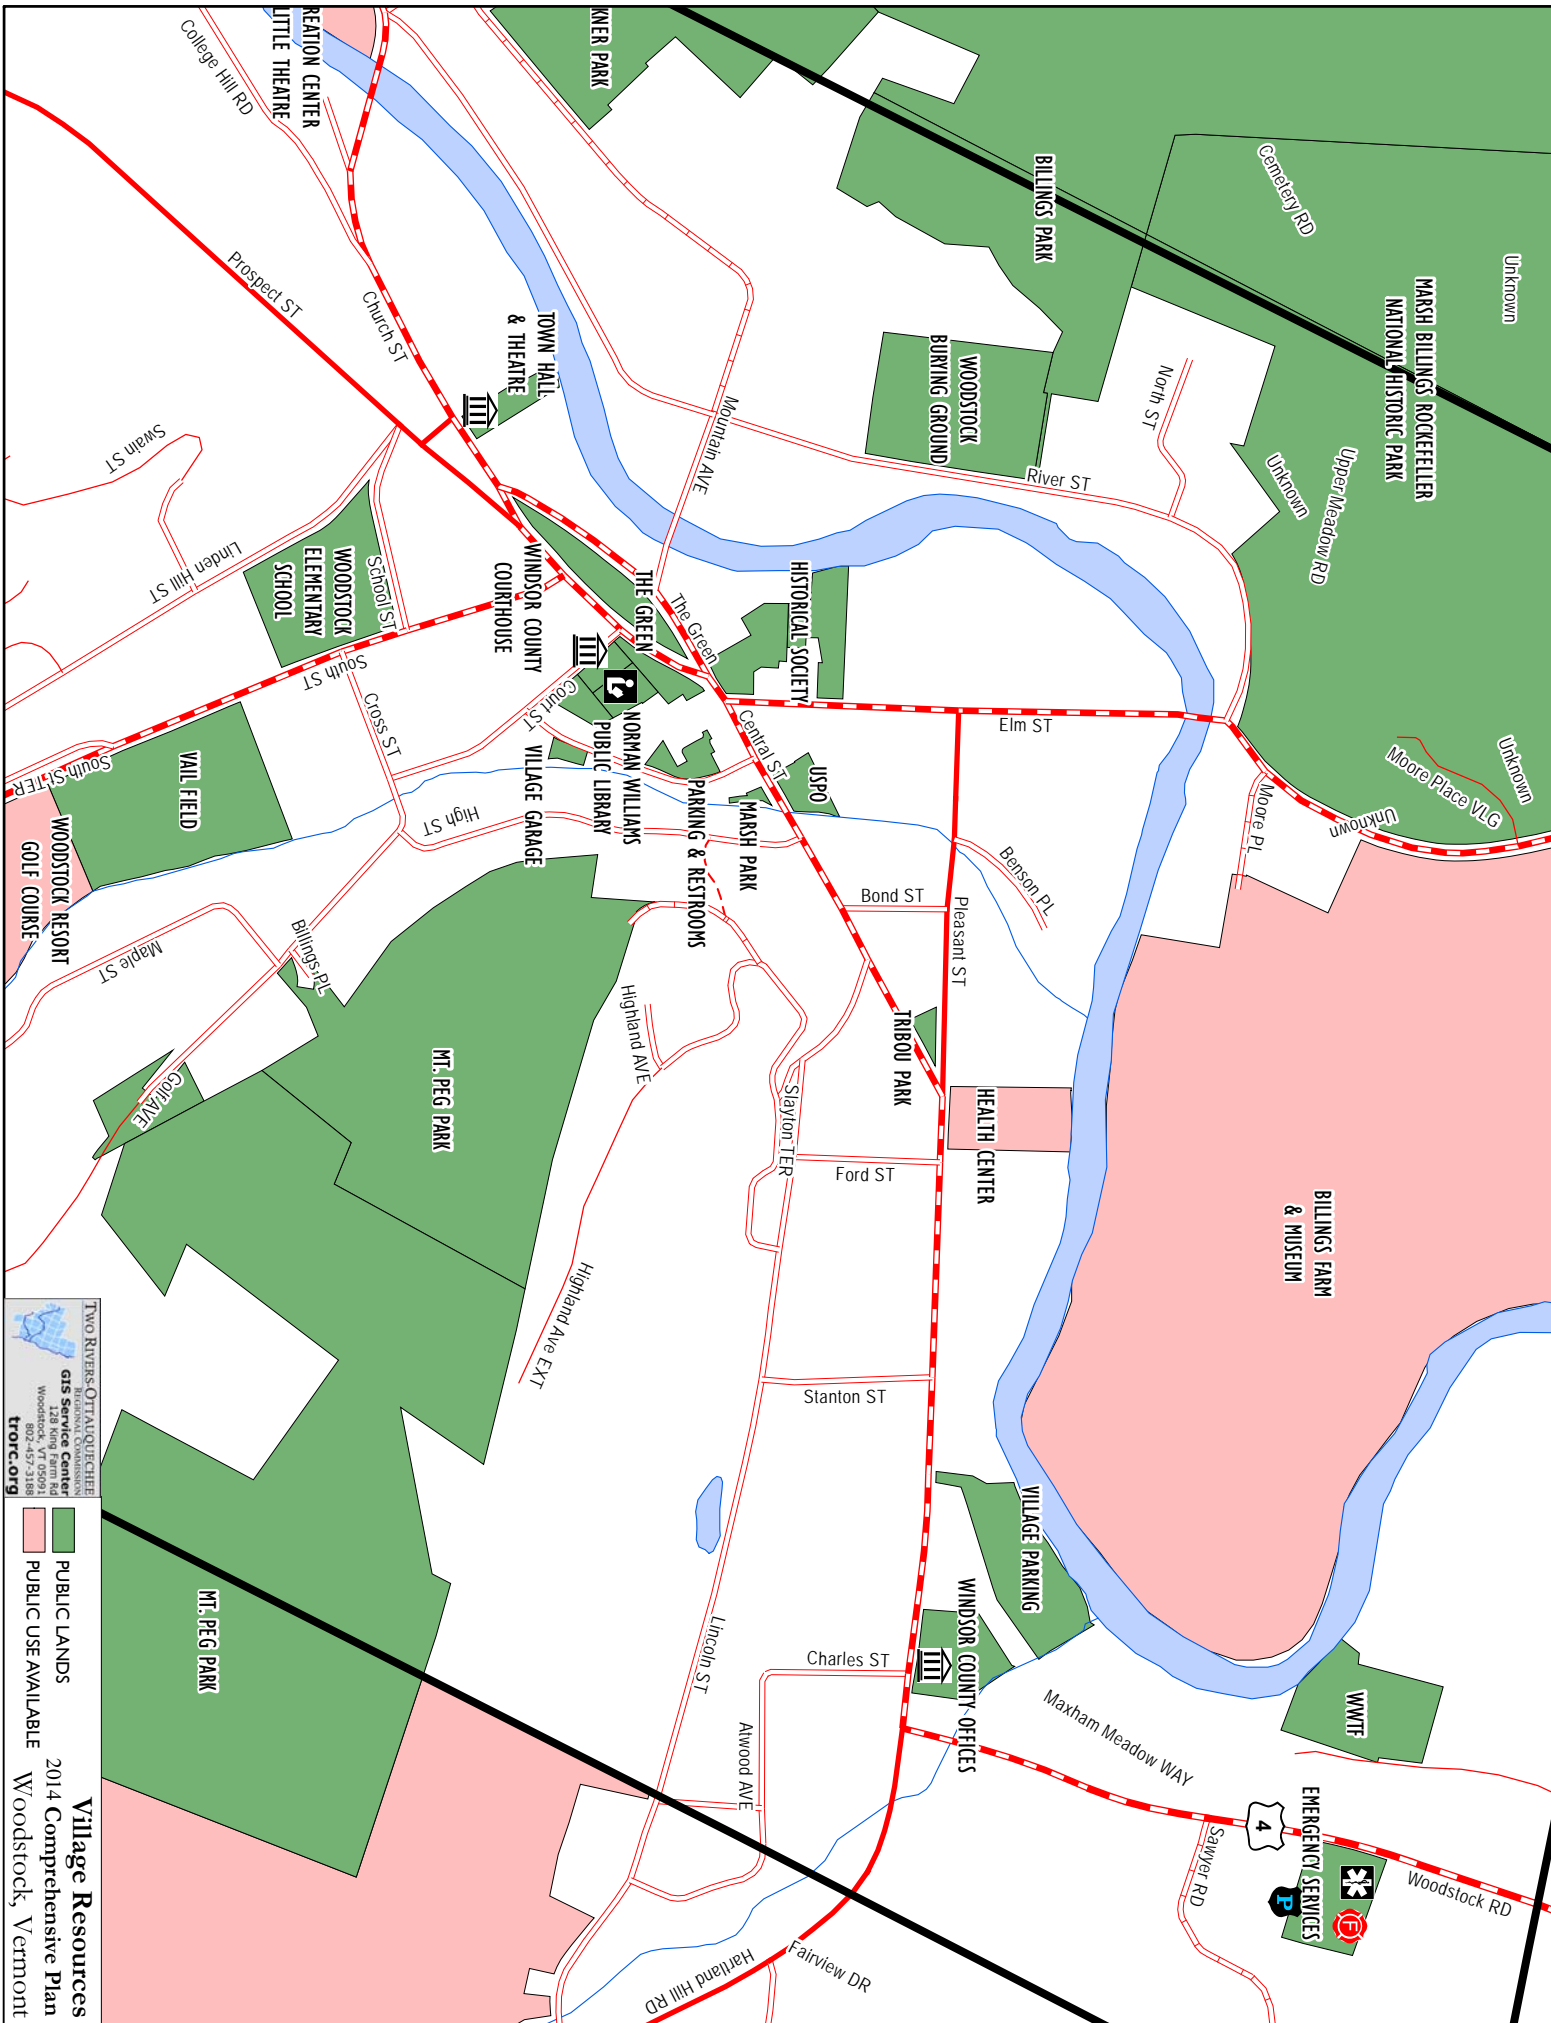 KNER PARK
REATION CENTER
LITTLE THEATRE
College Hill RD
Prospect ST
Church ST
TOWN HALL
& THEATRE
BILLINGS PARK
Cemetery RD
Unknown
MARSH BILLINGS ROCKEFELLER
NATIONAL HISTORIC PARK
WOODSTOCK
BURYING GROUND
North ST
River ST
Upper Meadow RD
Unknown
Mountain AVE
Swain ST
Linden Hill ST
School ST
WOODSTOCK
ELEMENTARY
SCHOOL
WINDSOR COUNTY
COURTHOUSE
THE GREEN
The Green
HISTORICAL SOCIETY
South ST
Cross ST
Court ST
Central ST
Elm ST
Moore Place VLG
Unknown
Unknown
Moore PL
South ST TER
VAIL FIELD
WOODSTOCK RESORT
GOLF COURSE
High ST
VILLAGE GARAGE
NORMAN WILLIAMS
PUBLIC LIBRARY
PARKING & RESTROOMS
MARSH PARK
USPO
Benson PL
Bond ST
Pleasant ST
Maple ST
Billings PL
Golf AVE
MT. PEG PARK
Highland AVE
Slayton TER
TRIBOU PARK
HEALTH CENTER
Ford ST
BILLINGS FARM
& MUSEUM
Highland Ave EXT
Stanton ST
VILLAGE PARKING
WINDSOR COUNTY OFFICES
Lincoln ST
Charles ST
Atwood AVE
MT. PEG PARK
Maxham Meadow WAY
WWTF
4
EMERGENCY SERVICES
F
P
Sawyer RD
Woodstock RD
Fairview DR
Hartland Hill RD
TWO RIVERS-OTTAUQUECHEE
REGIONAL COMMISSION
GIS Service Center
128 King Farm Rd
Woodstock, VT 05091
802-457-3188
trorc.org
PUBLIC LANDS
PUBLIC USE AVAILABLE
Village Resources
2014 Comprehensive Plan
Woodstock, Vermont